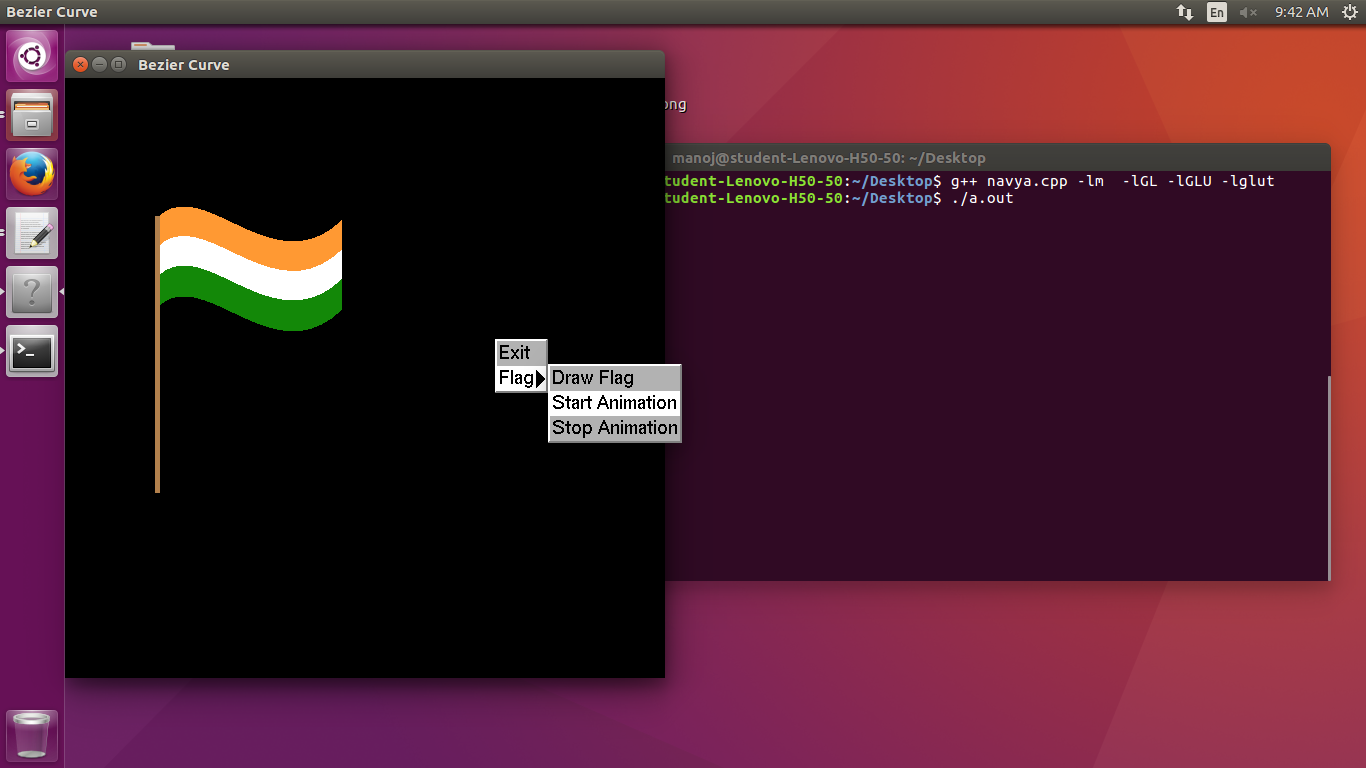 Bezier Curve
En
9:42 AM
Bezier Curve
ong
manoj@student-Lenovo-H50-50: ~/Desktop
tudent-Lenovo-H50-50:~/Desktop$ g++ navya.cpp -lm  -lGL -lGLU -lglut
tudent-Lenovo-H50-50:~/Desktop$ ./a.out
Exit
Flag
Draw Flag
Start Animation
Stop Animation